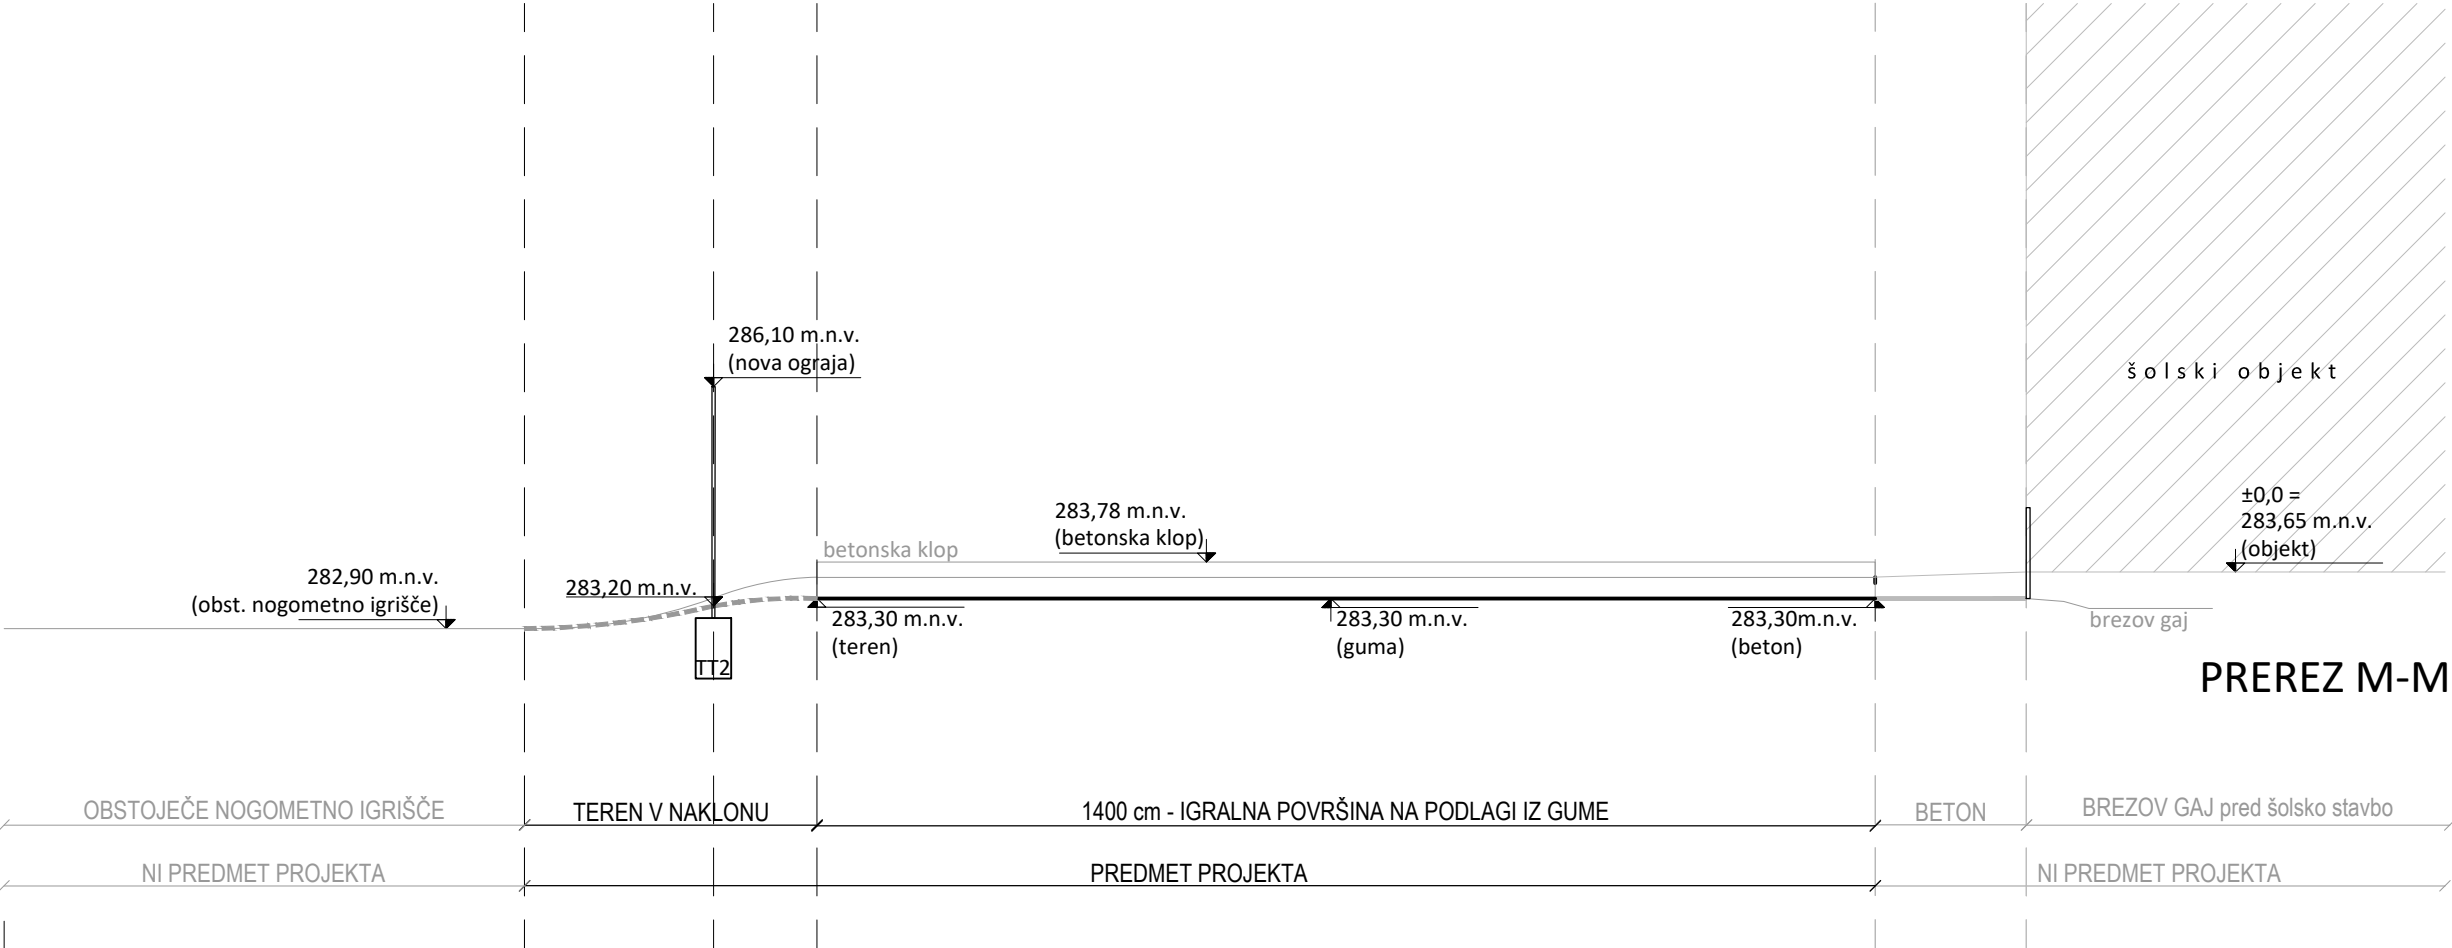 286,10 m.n.v.
(nova ograja)
šolski objekt
±0,0 =
283,65 m.n.v.
(objekt)
283,78 m.n.v.
(betonska klop)
betonska klop
282,90 m.n.v.
(obst. nogometno igrišče)
283,20 m.n.v.
283,30 m.n.v.
(teren)
283,30 m.n.v.
(guma)
283,30m.n.v.
(beton)
brezov gaj
TT2
PREREZ M-M
OBSTOJEČE NOGOMETNO IGRIŠČE
TEREN V NAKLONU
1400 cm - IGRALNA POVRŠINA NA PODLAGI IZ GUME
BETON
BREZOV GAJ pred šolsko stavbo
NI PREDMET PROJEKTA
PREDMET PROJEKTA
NI PREDMET PROJEKTA